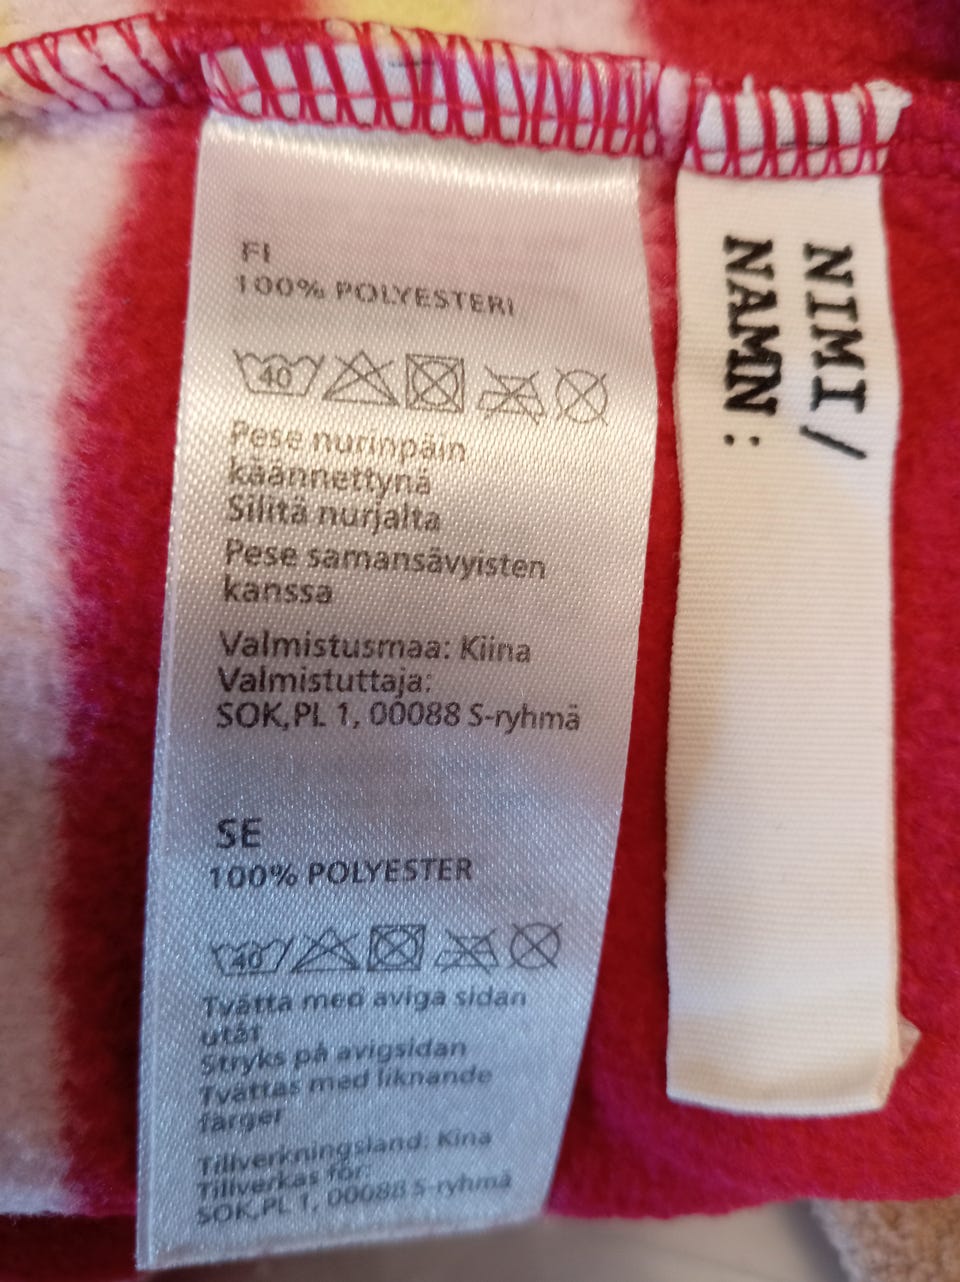 FI
100% POLYESTERI
40
Pese nurinpäin
käännettynä
Silitä nurjalta
Pese samansävyisten
kanssa
Valmistusmaa: Kiina
Valmistuttaja:
SOK,PL 1, 00088 S-ryhmä
SE
100% POLYESTER
40
Tvätta med aviga sidan
utåt
Stryks på avigsidan
Tvättas med liknande
färger
Tillverkningsland: Kina
Tillverkas för:
SOK,PL 1, 00088 S-ryhmä
NIMI/
NAMN: